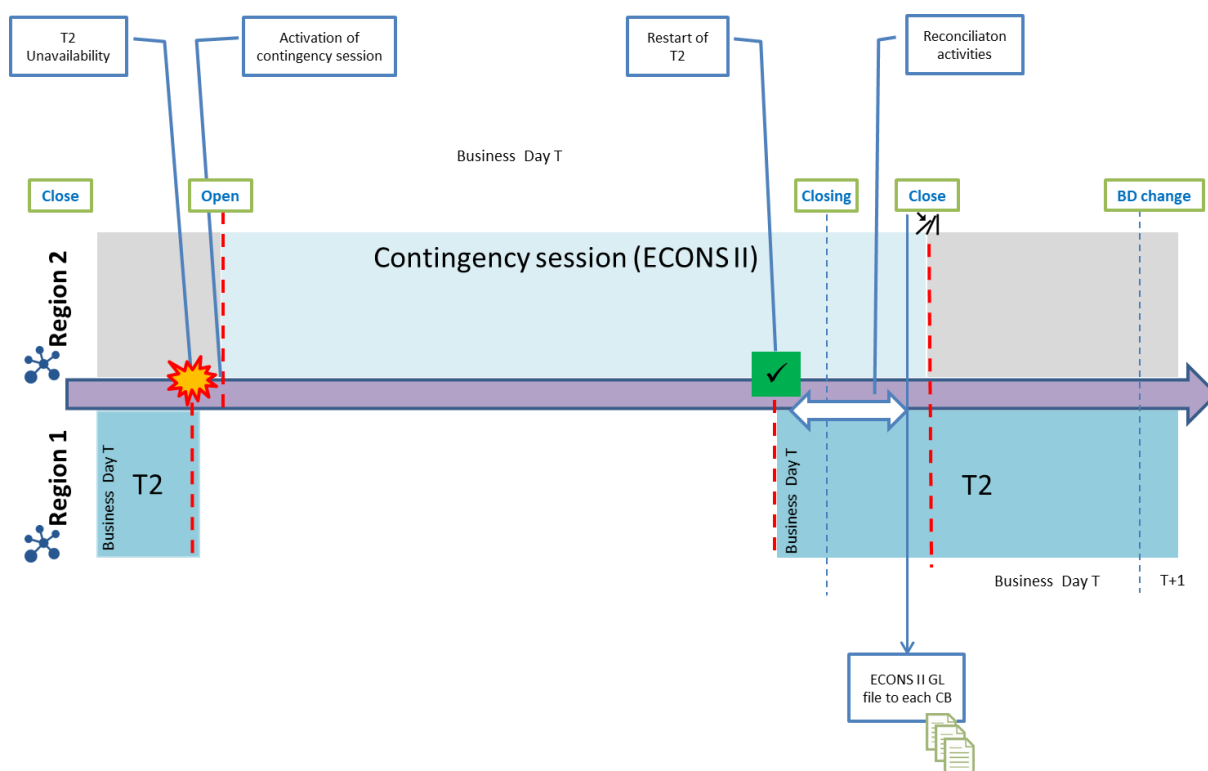 T2
Unavailability
Activation of
contingency session
Restart of
T2
Reconciliaton
activities
Business Day T
Close
Open
Closing
Close
BD change
Region 2
Contingency session (ECONS II)
✓
Region 1
Business Day T
T2
Business Day T
T2
Business Day T
T+1
ECONS II GL
file to each CB